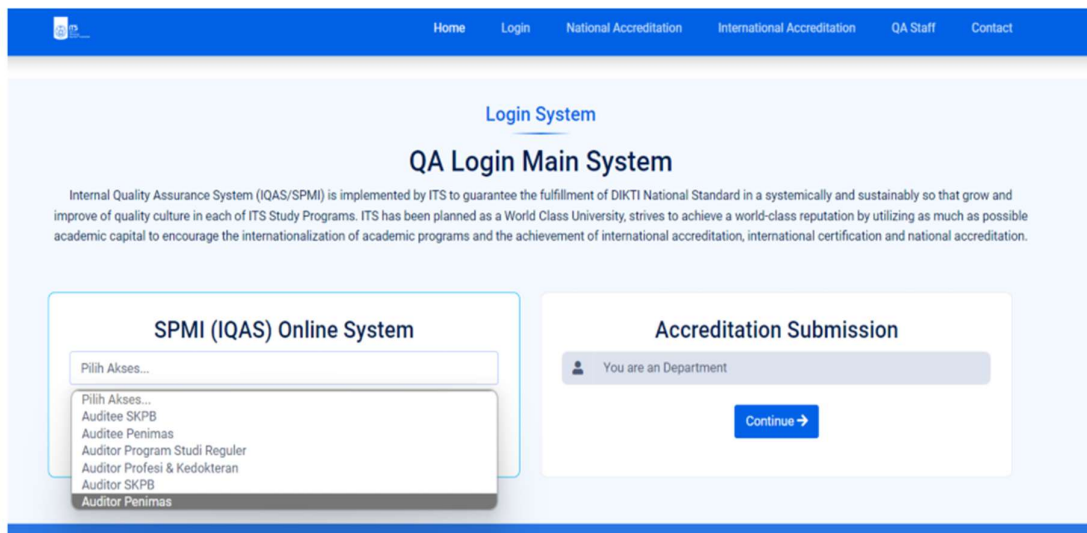 ITS
Home Login National Accreditation International Accreditation QA Staff Contact
Login System
QA Login Main System
Internal Quality Assurance System (IQAS/SPMI) is implemented by ITS to guarantee the fulfillment of DIKTI National Standard in a systemically and sustainably so that grow and
improve of quality culture in each of ITS Study Programs. ITS has been planned as a World Class University, strives to achieve a world-class reputation by utilizing as much as possible
academic capital to encourage the internationalization of academic programs and the achievement of international accreditation, international certification and national accreditation.
SPMI (IQAS) Online System
Pilih Akses...
Pilih Akses...
Auditee SKPB
Auditee Penimas
Auditor Program Studi Reguler
Auditor Profesi & Kedokteran
Auditor SKPB
Auditor Penimas
Accreditation Submission
You are an Department
Continue →